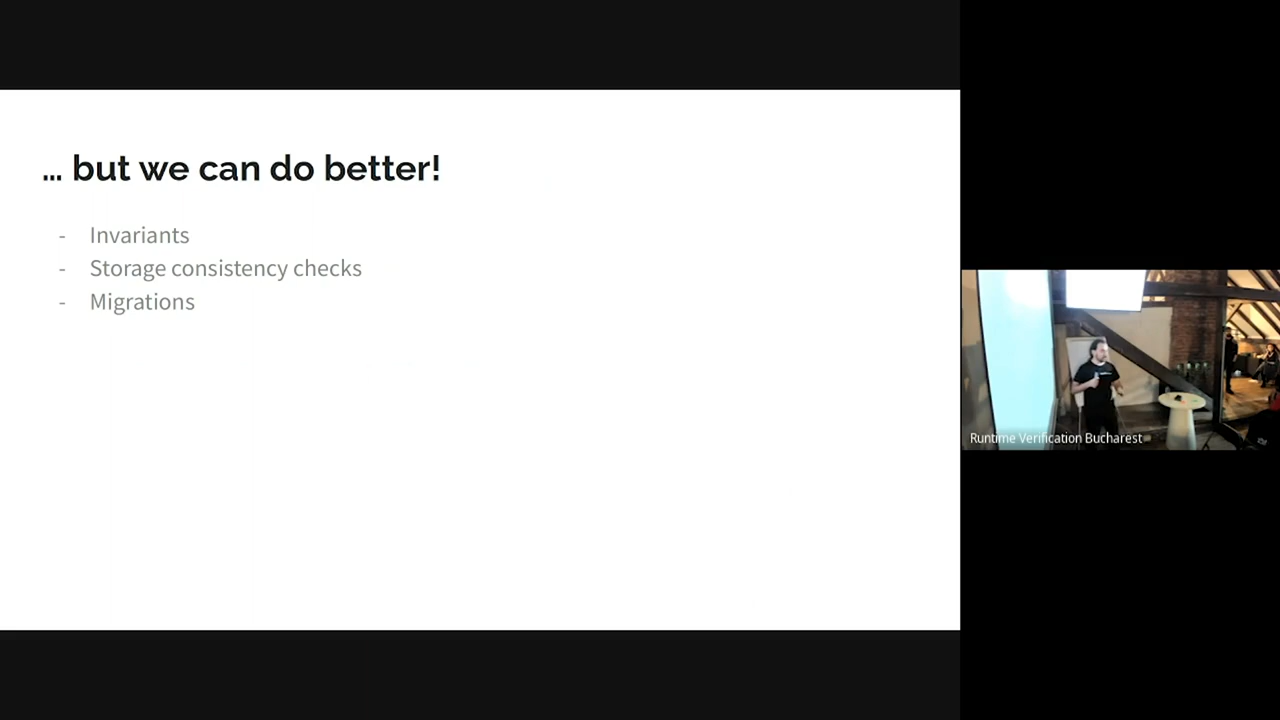 … but we can do better!
- Invariants
- Storage consistency checks
- Migrations
Runtime Verification Bucharest